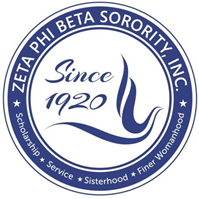 ZETA PHI BETA SORORITY, INC.
Since
1920
Scholarship • Service • Sisterhood • Finer Womanhood